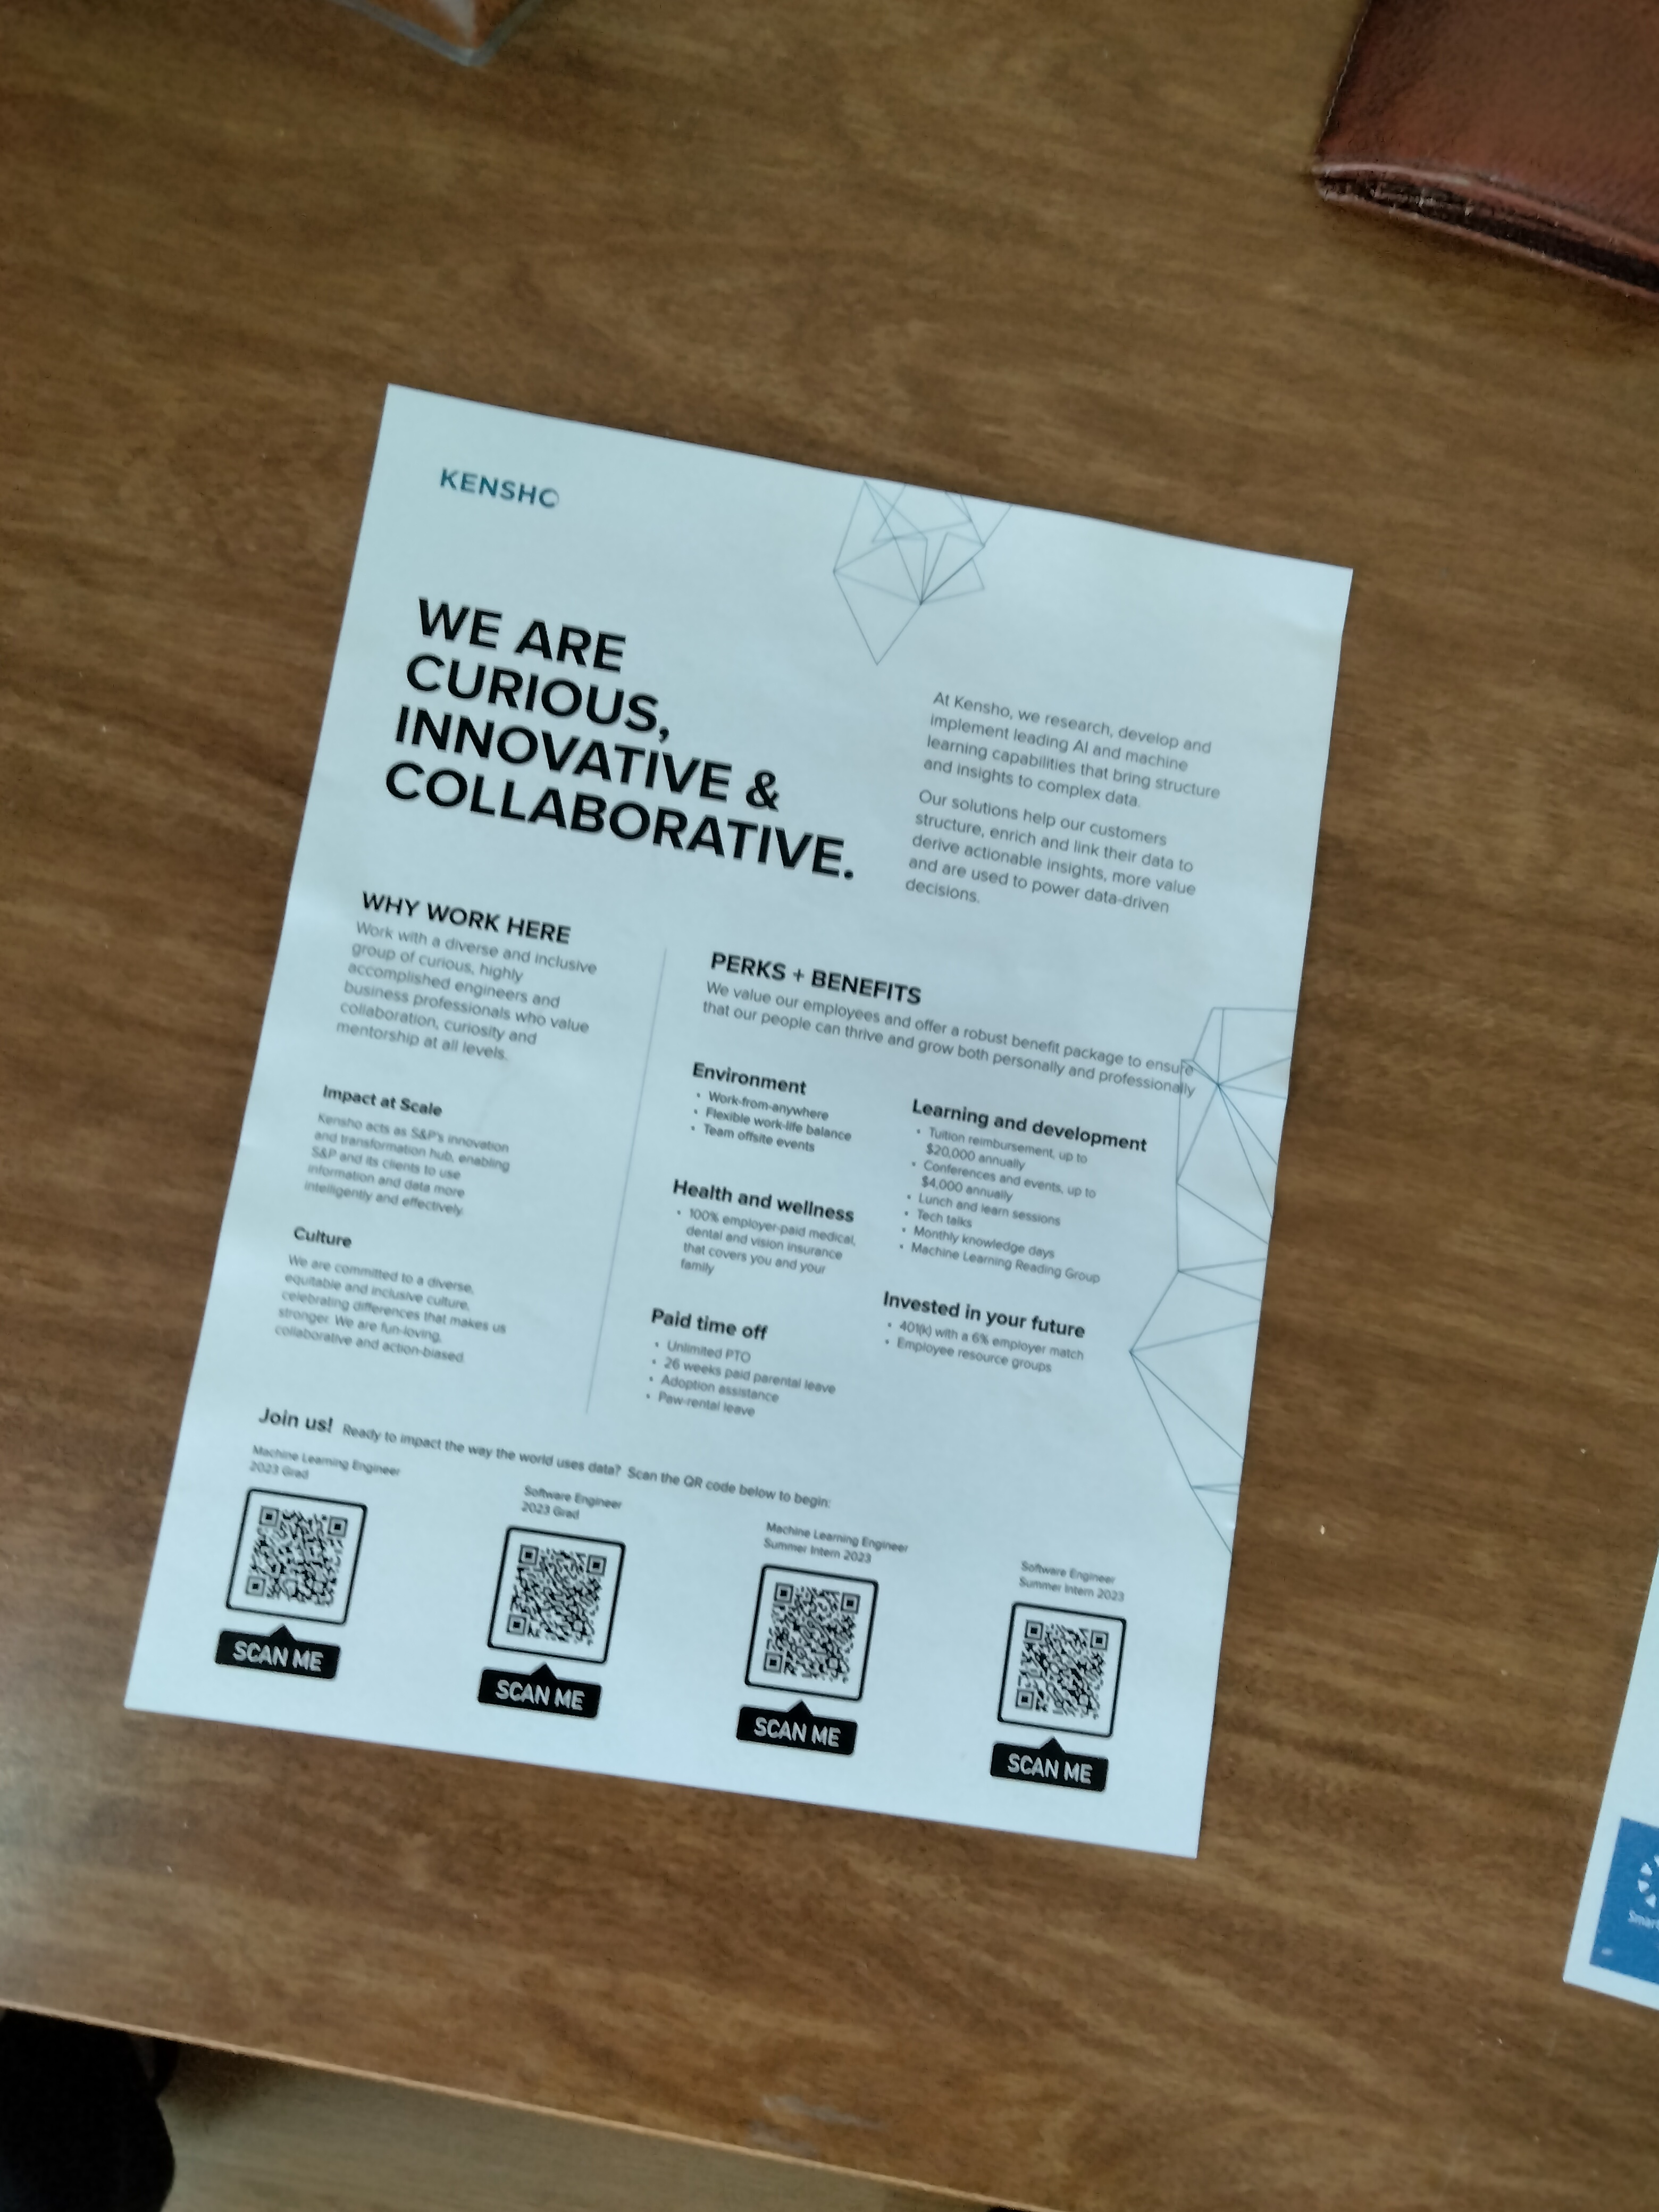 KENSHO
WE ARE
CURIOUS,
INNOVATIVE &
COLLABORATIVE.
At Kensho, we research, develop and
implement leading AI and machine
learning capabilities that bring structure
and insights to complex data.
Our solutions help our customers
structure, enrich and link their data to
derive actionable insights, more value
and are used to power data-driven
decisions.
WHY WORK HERE
Work with a diverse and inclusive
group of curious, highly
accomplished engineers and
business professionals who value
collaboration, curiosity and
mentorship at all levels.
Impact at Scale
Kensho acts as S&P's innovation
and transformation hub, enabling
S&P and its clients to use
information and data more
intelligently and effectively.
Culture
We are committed to a diverse,
equitable and inclusive culture,
celebrating differences that makes us
stronger. We are fun-loving,
collaborative and action-biased.
PERKS + BENEFITS
We value our employees and offer a robust benefit package to ensure
that our people can thrive and grow both personally and professionally
Environment
• Work-from-anywhere
• Flexible work-life balance
• Team offsite events
Health and wellness
• 100% employer-paid medical,
dental and vision insurance
that covers you and your
family
Paid time off
• Unlimited PTO
• 26 weeks paid parental leave
• Adoption assistance
• Paw-rental leave
Learning and development
• Tuition reimbursement, up to
$20,000 annually
• Conferences and events, up to
$4,000 annually
• Lunch and learn sessions
• Tech talks
• Monthly knowledge days
• Machine Learning Reading Group
Invested in your future
• 401(k) with a 6% employer match
• Employee resource groups
Join us! Ready to impact the way the world uses data? Scan the QR code below to begin:
Machine Learning Engineer
2023 Grad
SCAN ME
Software Engineer
2023 Grad
SCAN ME
Machine Learning Engineer
Summer Intern 2023
SCAN ME
Software Engineer
Summer Intern 2023
SCAN ME